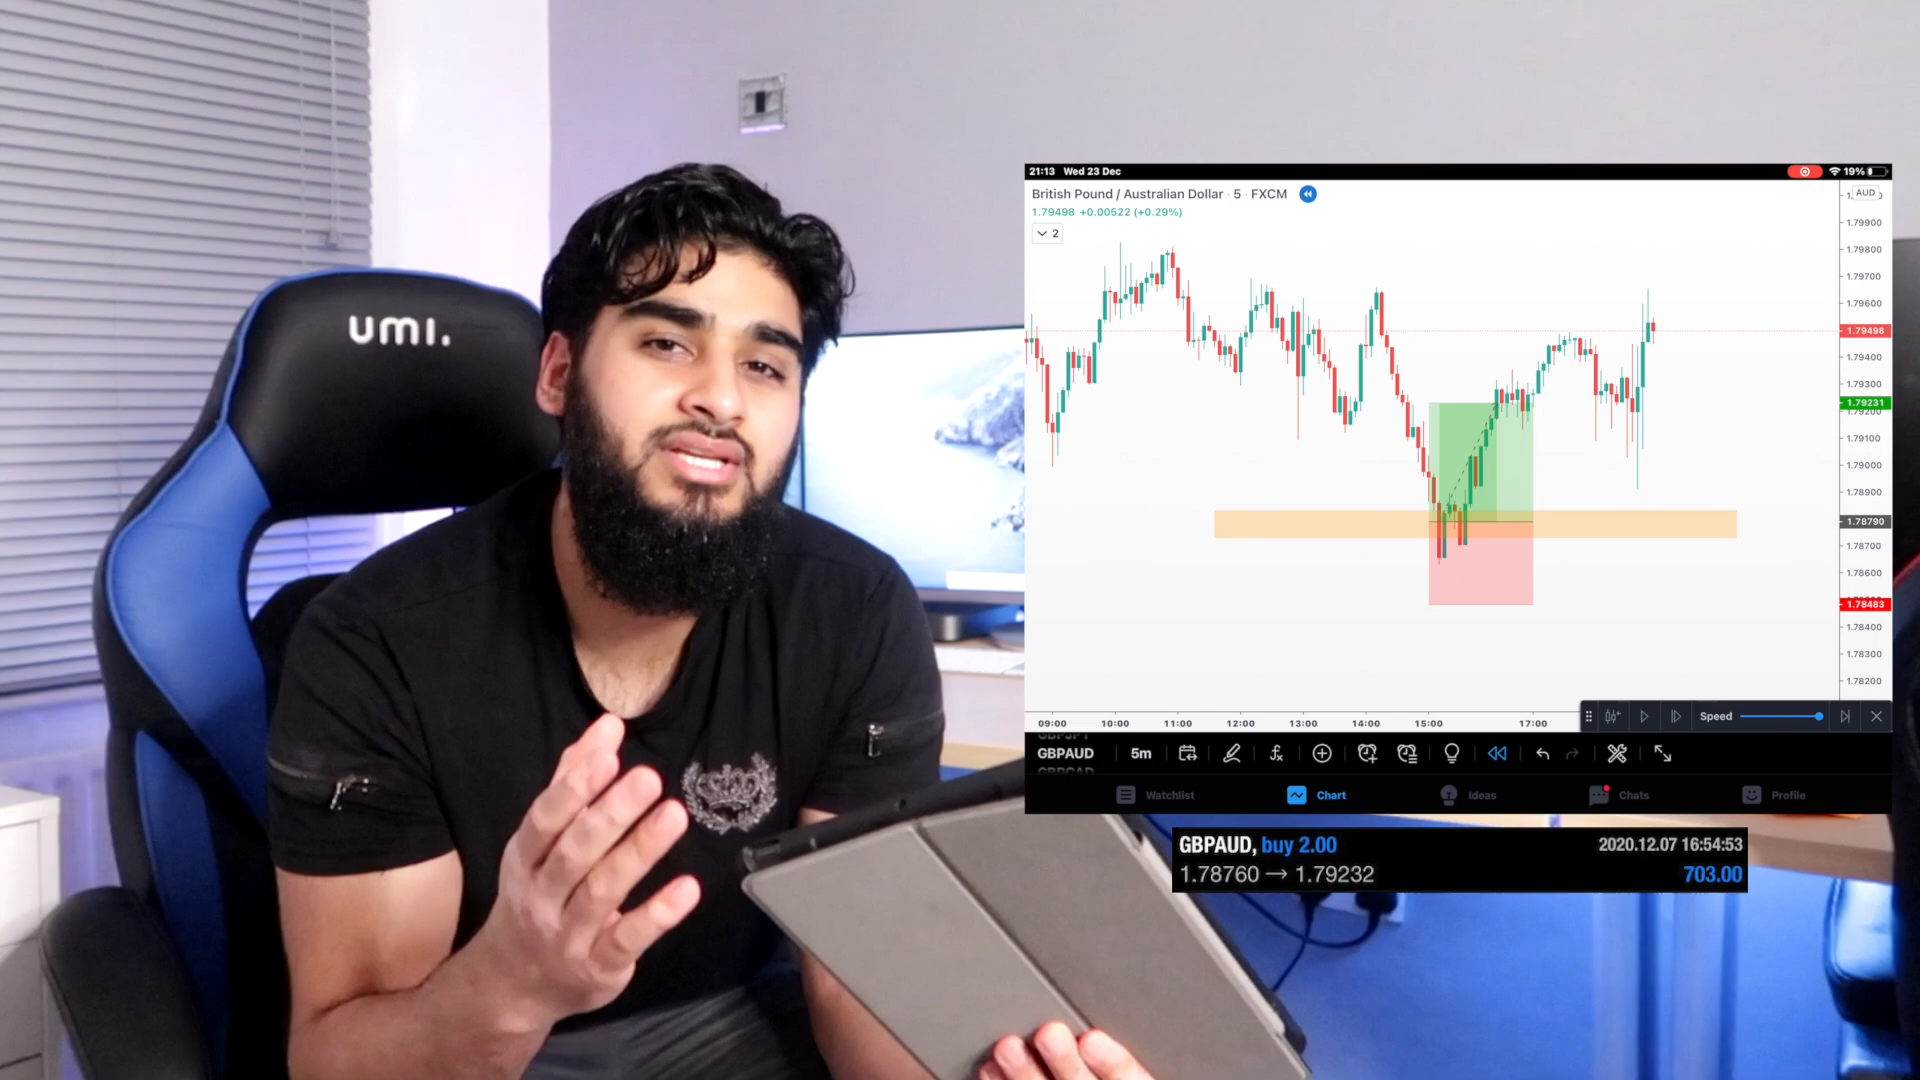 umi.
21:13 Wed 23 Dec
19%
British Pound / Australian Dollar · 5 · FXCM
AUD
1.79498 +0.00522 (+0.29%)
2
1.79900
1.79800
1.79700
1.79600
1.79498
1.79400
1.79300
1.79231
1.79200
1.79100
1.79000
1.78900
1.78790
1.78700
1.78600
1.78483
1.78400
1.78300
1.78200
09:00 10:00 11:00 12:00 13:00 14:00 15:00 17:00
Speed
GBPJPY
GBPAUD 5m
GBPCAD
Watchlist Chart Ideas Chats Profile
GBPAUD, buy 2.00 2020.12.07 16:54:53
1.78760 → 1.79232 703.00